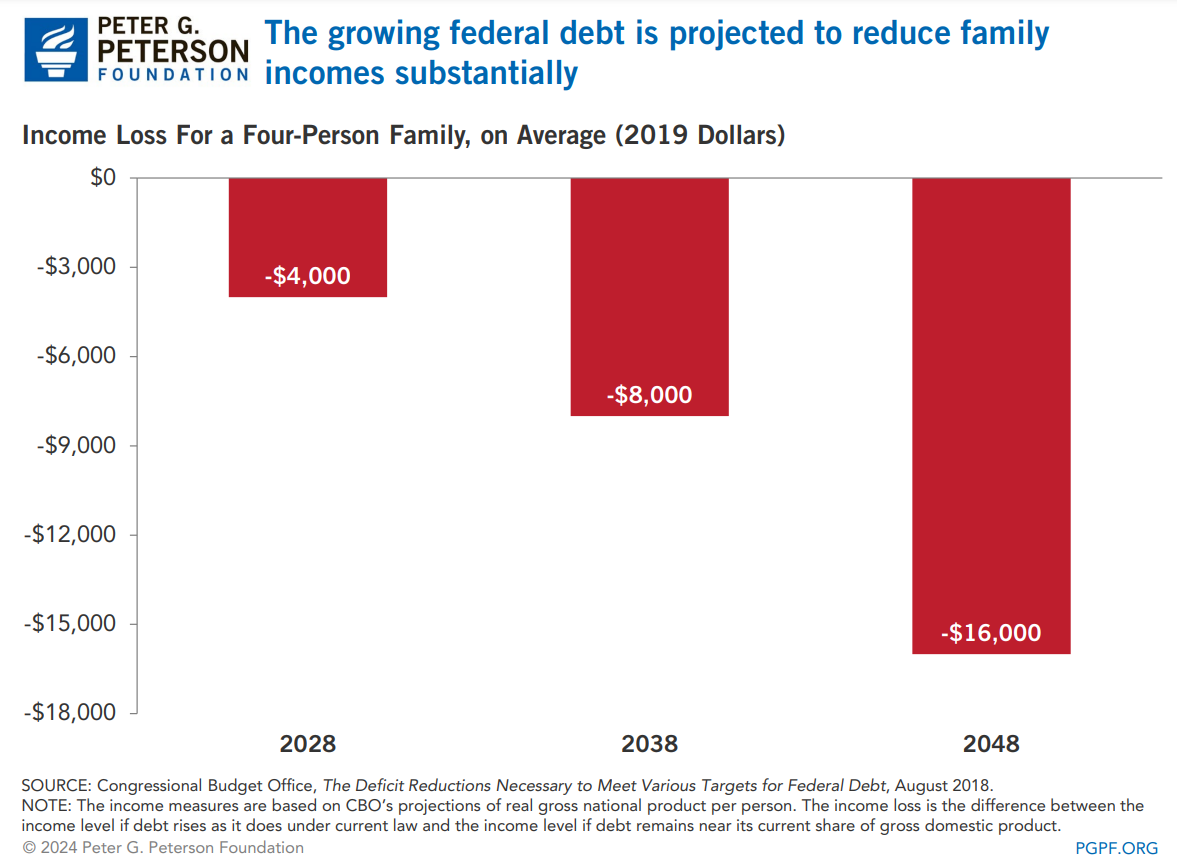 PETER G.
PETERSON
FOUNDATION
The growing federal debt is projected to reduce family
incomes substantially
Income Loss For a Four-Person Family, on Average (2019 Dollars)
$0
-$3,000
-$6,000
-$9,000
-$12,000
-$15,000
-$18,000
-$4,000
-$8,000
-$16,000
2028
2038
2048
SOURCE: Congressional Budget Office, The Deficit Reductions Necessary to Meet Various Targets for Federal Debt, August 2018.
NOTE: The income measures are based on CBO’s projections of real gross national product per person. The income loss is the difference between the
income level if debt rises as it does under current law and the income level if debt remains near its current share of gross domestic product.
© 2024 Peter G. Peterson Foundation
PGPF.ORG